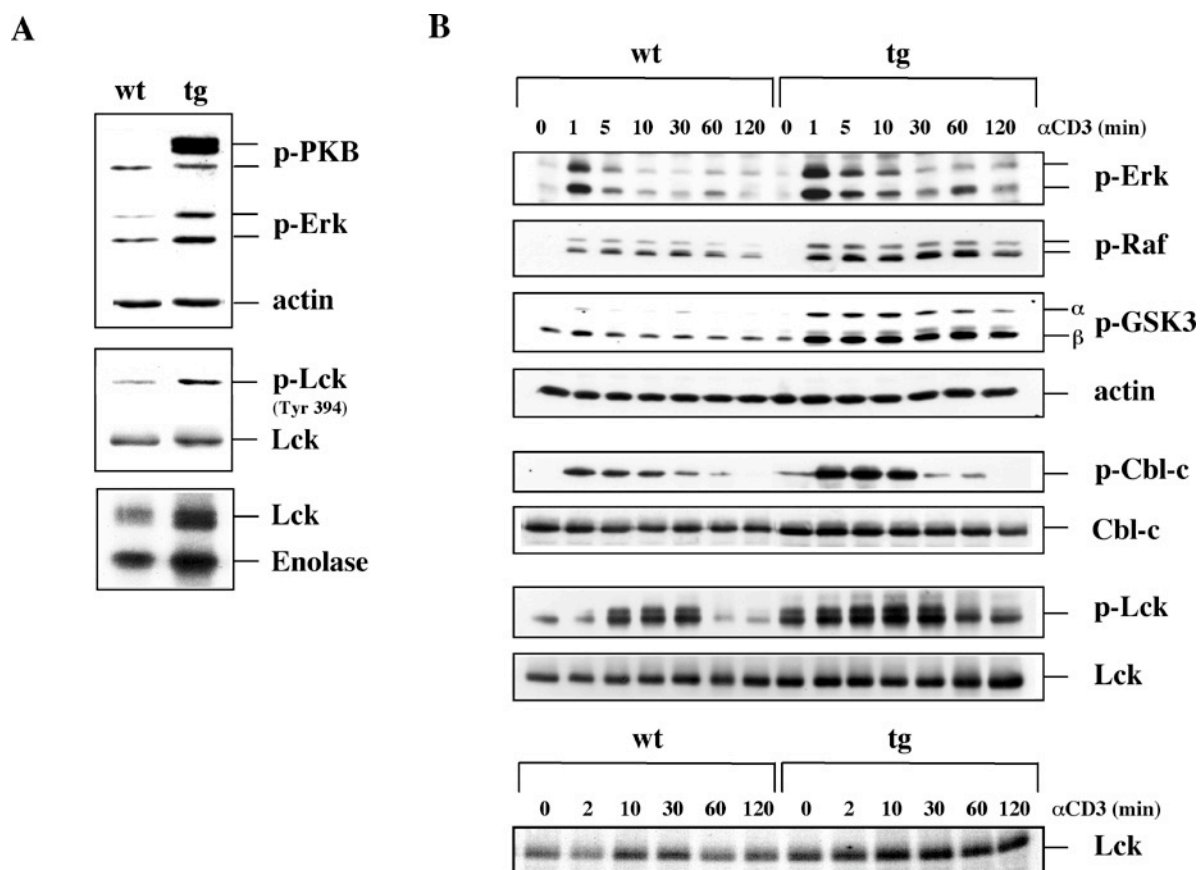 A
wt tg
p-PKB
p-Erk
actin
p-Lck
(Tyr 394)
Lck
Lck
Enolase
B
wt tg
0 1 5 10 30 60 120 0 1 5 10 30 60 120 αCD3 (min)
p-Erk
p-Raf
α
p-GSK3
β
actin
p-Cbl-c
Cbl-c
p-Lck
Lck
wt tg
0 2 10 30 60 120 0 2 10 30 60 120 αCD3 (min)
Lck